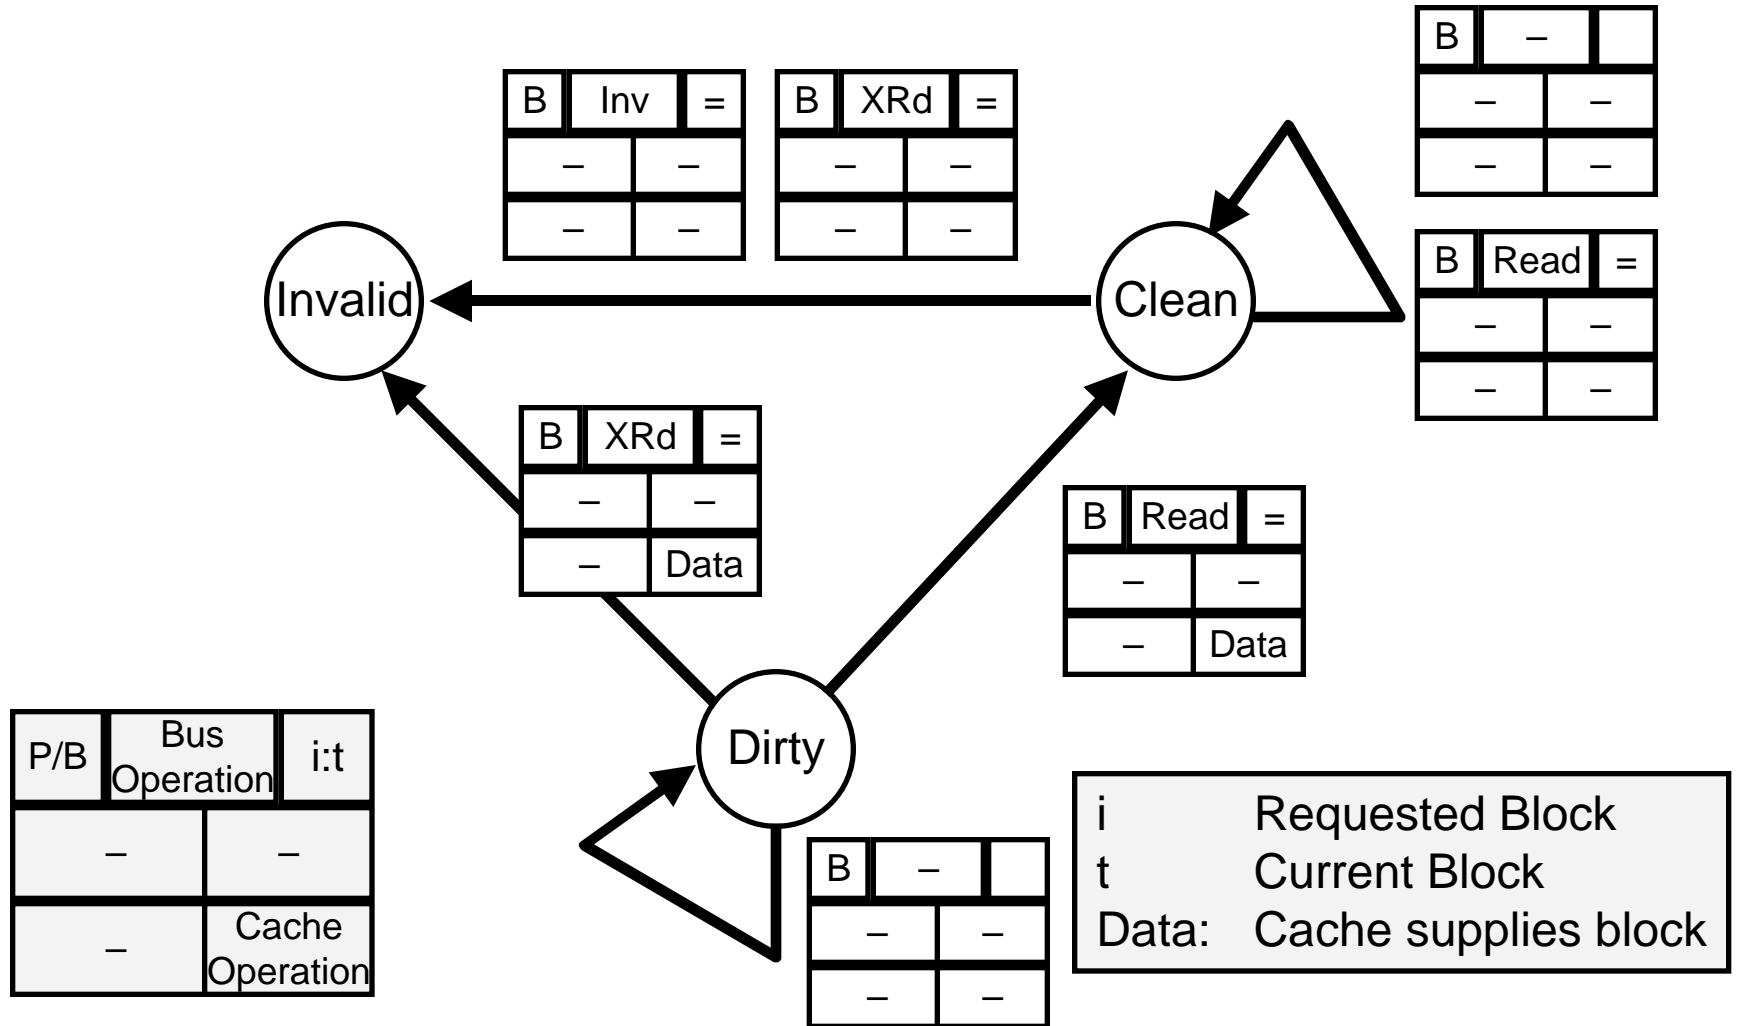 B – 
– –
– –
B Inv =
– –
– –
B XRd =
– –
– –
B Read =
– –
– –
Invalid
Clean
B XRd =
– –
– Data
B Read =
– –
– Data
Dirty
P/B Bus Operation i:t
– –
– Cache Operation
B –
– –
– –
i Requested Block
t Current Block
Data: Cache supplies block